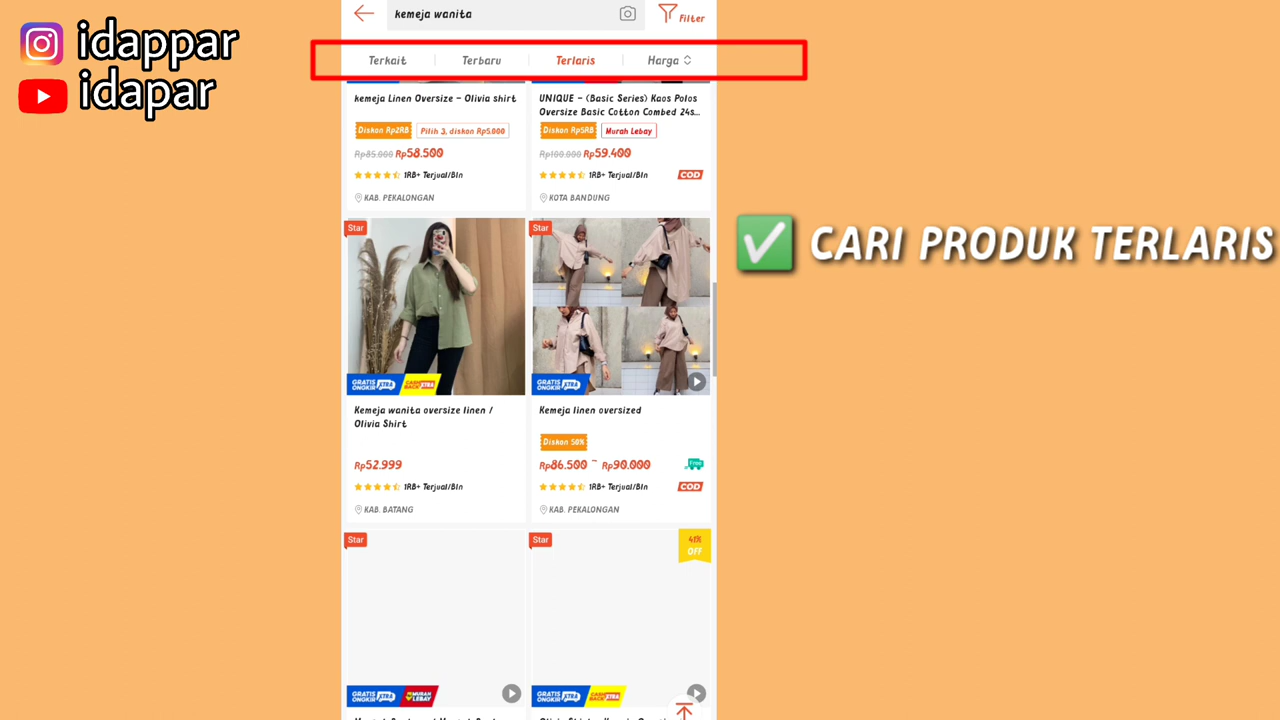 idappar
idapar
kemeja wanita
Filter
Terkait
Terbaru
Terlaris
Harga
kemeja Linen Oversize - Olivia shirt
Diskon Rp2RB
Pilih 3, diskon Rp5.000
Rp85.000 Rp58.500
1RB+ Terjual/Bln
KAB. PEKALONGAN
UNIQUE - (Basic Series) Kaos Polos
Oversize Basic Cotton Combed 24s...
Diskon Rp5RB
Murah Lebay
Rp100.000 Rp59.400
1RB+ Terjual/Bln
COD
KOTA BANDUNG
CARI PRODUK TERLARIS
Star
GRATIS ONGKIR XTRA
CASHBACK XTRA
Kemeja wanita oversize linen /
Olivia Shirt
Rp52.999
1RB+ Terjual/Bln
KAB. BATANG
Star
GRATIS ONGKIR XTRA
Kemeja linen oversized
Diskon 50%
Rp86.500 ~ Rp90.000
Free
1RB+ Terjual/Bln
COD
KAB. PEKALONGAN
Star
GRATIS ONGKIR XTRA
MURAH LEBAY
Star
41%
OFF
GRATIS ONGKIR XTRA
CASHBACK XTRA